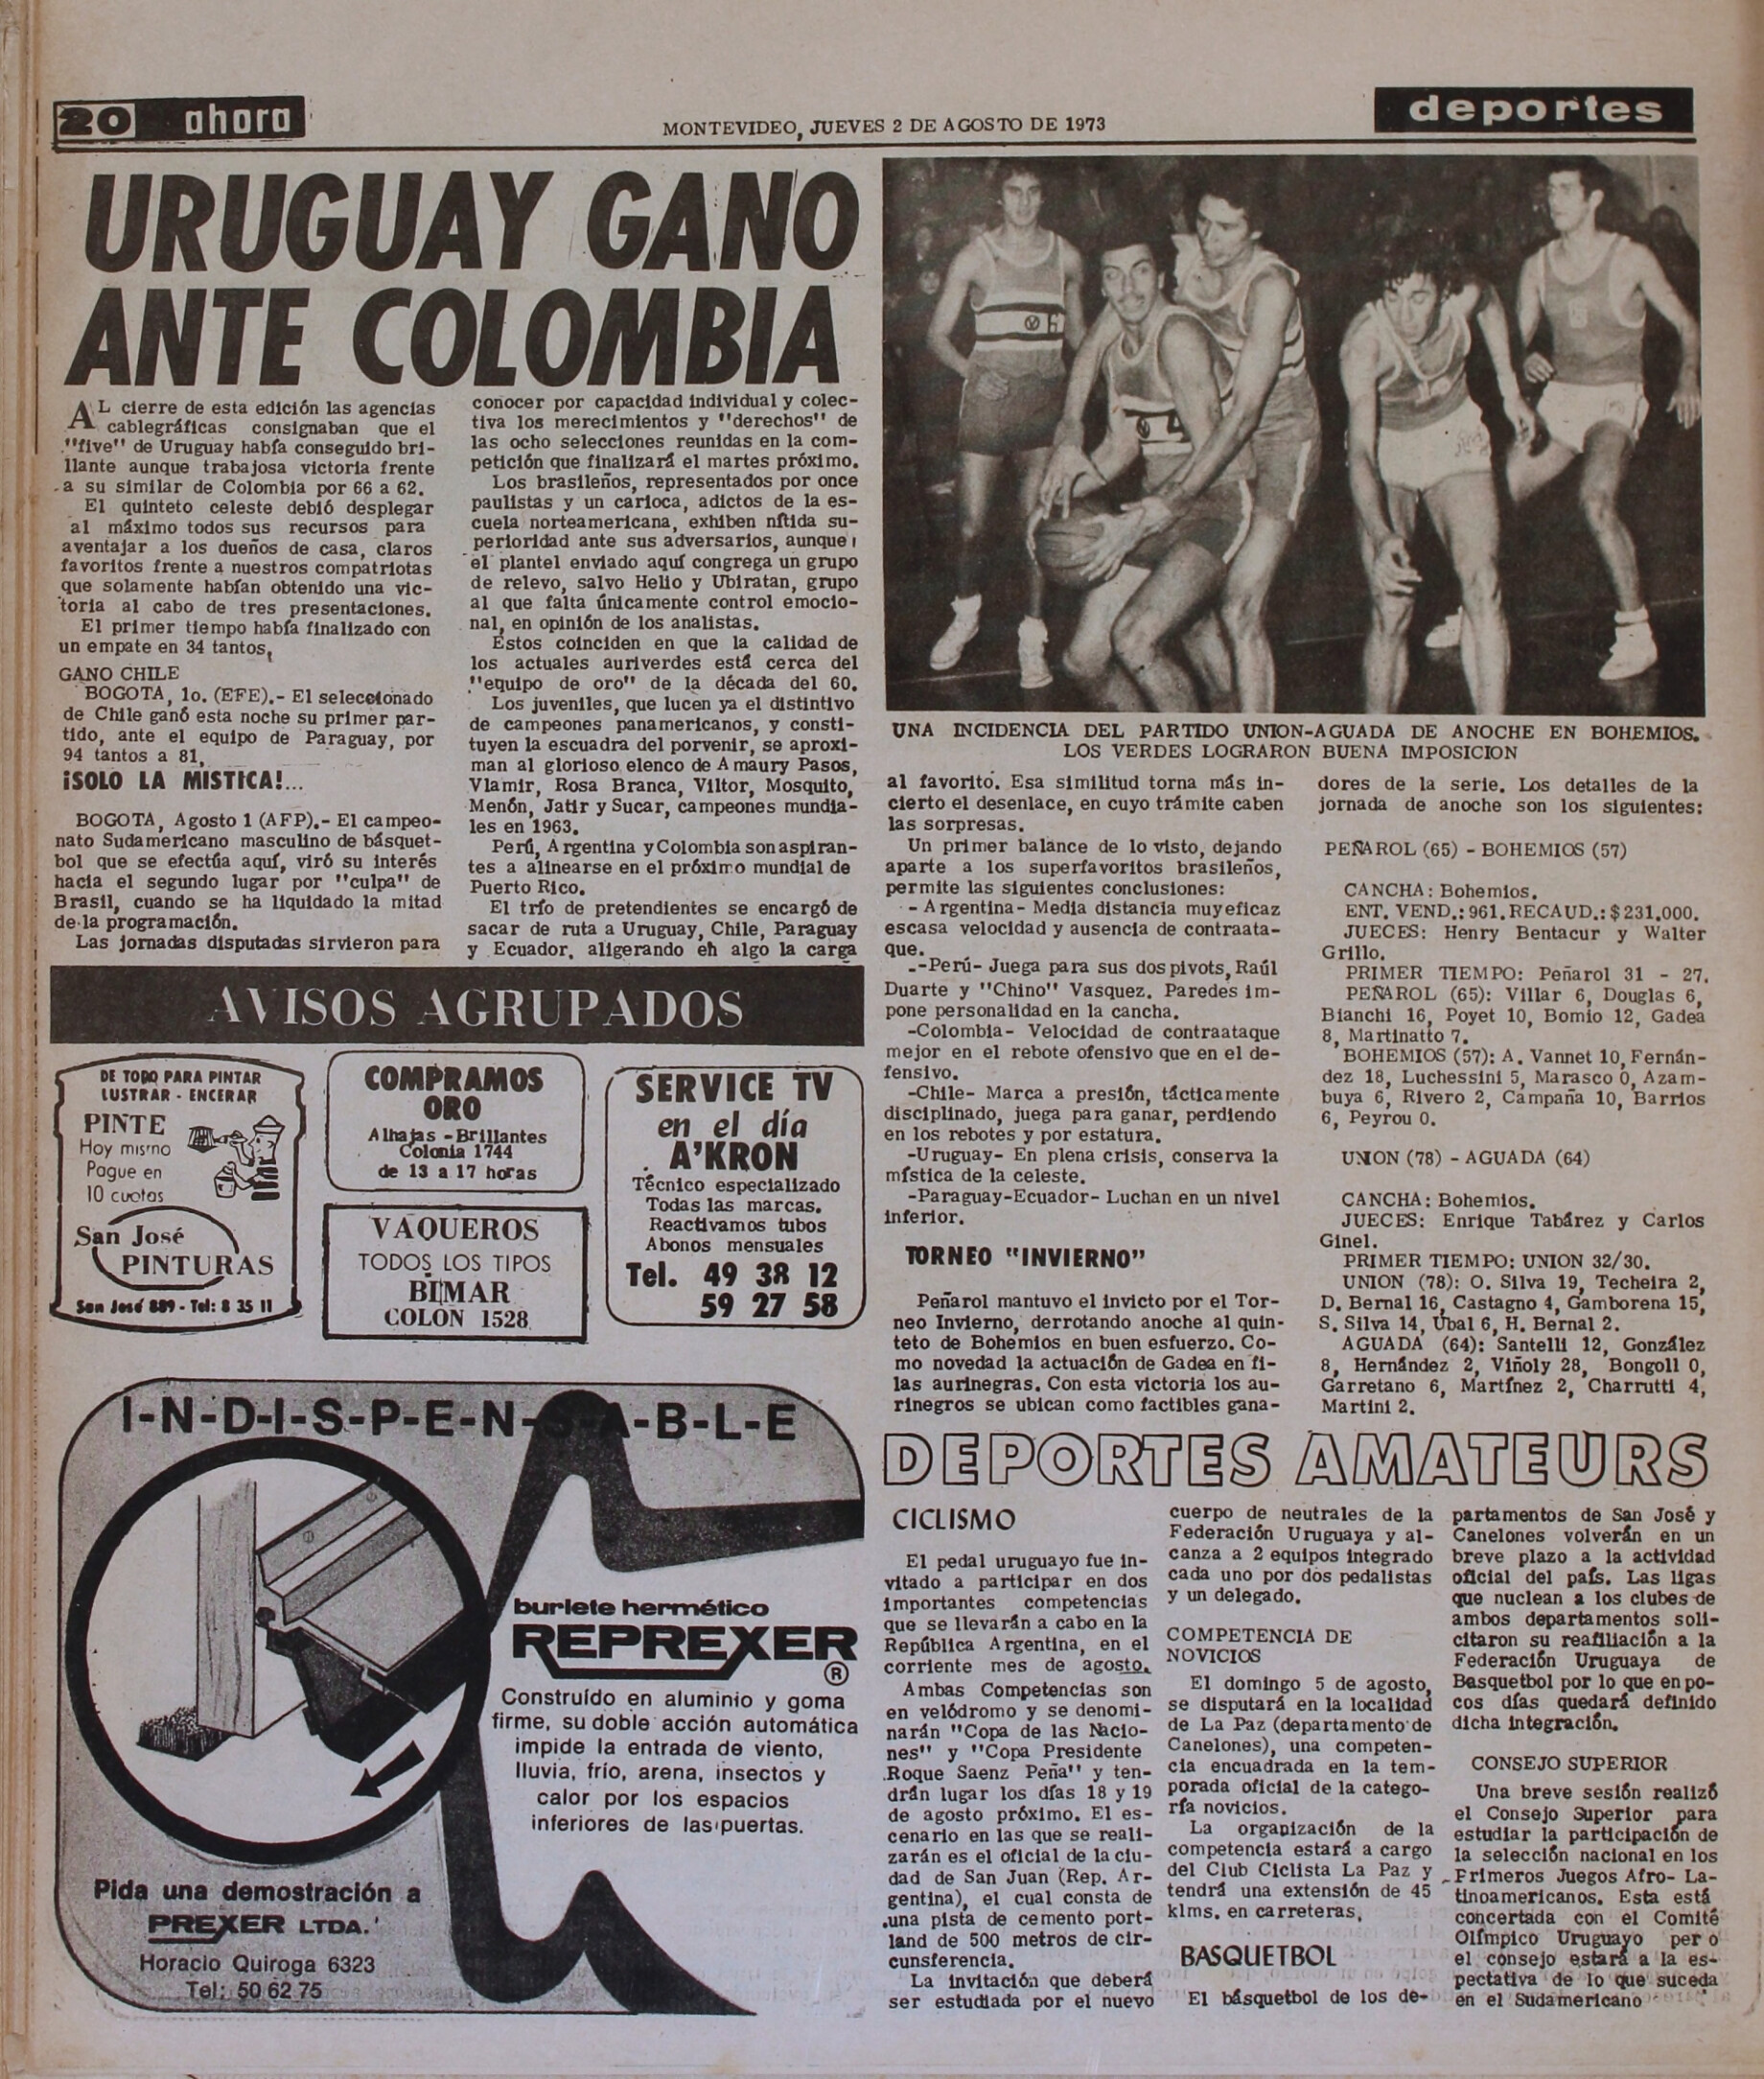 20 ahora
MONTEVIDEO, JUEVES 2 DE AGOSTO DE 1973
deportes
URUGUAY GANO
ANTE COLOMBIA
AL cierre de esta edición las agencias
cablegráficas consignaban que el
"five" de Uruguay había conseguido bri-
llante aunque trabajosa victoria frente
a su similar de Colombia por 66 a 62.
El quinteto celeste debió desplegar
al máximo todos sus recursos para
aventajar a los dueños de casa, claros
favoritos frente a nuestros compatriotas
que solamente habían obtenido una vic-
toria al cabo de tres presentaciones.
El primer tiempo había finalizado con
un empate en 34 tantos.
GANO CHILE
BOGOTA, 1o. (EFE).- El seleccionado
de Chile ganó esta noche su primer par-
tido, ante el equipo de Paraguay, por
94 tantos a 81.
¡SOLO LA MISTICA!...
BOGOTA, Agosto 1 (AFP).- El campeo-
nato Sudamericano masculino de básquet-
bol que se efectúa aquí, viró su interés
hacia el segundo lugar por "culpa" de
Brasil, cuando se ha liquidado la mitad
de la programación.
Las jornadas disputadas sirvieron para
conocer por capacidad individual y colec-
tiva los merecimientos y "derechos" de
las ocho selecciones reunidas en la com-
petición que finalizará el martes próximo.
Los brasileños, representados por once
paulistas y un carioca, adictos de la es-
cuela norteamericana, exhiben nítida su-
perioridad ante sus adversarios, aunque
el plantel enviado aquí congrega un grupo
de relevo, salvo Helio y Ubiratan, grupo
al que falta únicamente control emocio-
nal, en opinión de los analistas.
Estos coinciden en que la calidad de
los actuales auriverdes está cerca del
"equipo de oro" de la década del 60.
Los juveniles, que lucen ya el distintivo
de campeones panamericanos, y consti-
tuyen la escuadra del porvenir, se aproxi-
man al glorioso elenco de Amaury Pasos,
Vlamir, Rosa Branca, Viltor, Mosquito,
Menón, Jatir y Sucar, campeones mundia-
les en 1963.
Perú, Argentina y Colombia son aspiran-
tes a alinearse en el próximo mundial de
Puerto Rico.
El trío de pretendientes se encargó de
sacar de ruta a Uruguay, Chile, Paraguay
y Ecuador, aligerando eh algo la carga
UNA INCIDENCIA DEL PARTIDO UNION-AGUADA DE ANOCHE EN BOHEMIOS.
LOS VERDES LOGRARON BUENA IMPOSICION
al favorito. Esa similitud torna más in-
cierto el desenlace, en cuyo trámite caben
las sorpresas.
Un primer balance de lo visto, dejando
aparte a los superfavoritos brasileños,
permite las siguientes conclusiones:
- Argentina- Media distancia muy eficaz
escasa velocidad y ausencia de contraata-
que.
-Perú- Juega para sus dos pivots, Raúl
Duarte y "Chino" Vasquez. Paredes im-
pone personalidad en la cancha.
-Colombia- Velocidad de contraataque
mejor en el rebote ofensivo que en el de-
fensivo.
-Chile- Marca a presión, tácticamente
disciplinado, juega para ganar, perdiendo
en los rebotes y por estatura.
-Uruguay- En plena crisis, conserva la
mística de la celeste.
-Paraguay-Ecuador- Luchan en un nivel
inferior.
TORNEO "INVIERNO"
Peñarol mantuvo el invicto por el Tor-
neo Invierno, derrotando anoche al quin-
teto de Bohemios en buen esfuerzo. Co-
mo novedad la actuación de Gadea en fi-
las aurinegras. Con esta victoria los au-
rinegros se ubican como factibles gana-
dores de la serie. Los detalles de la
jornada de anoche son los siguientes:
PEÑAROL (65) - BOHEMIOS (57)
CANCHA: Bohemios.
ENT. VEND.: 961. RECAUD.: $231.000.
JUECES: Henry Bentacur y Walter
Grillo.
PRIMER TIEMPO: Peñarol 31 - 27.
PEÑAROL (65): Villar 6, Douglas 6,
Bianchi 16, Poyet 10, Bomio 12, Gadea
8, Martinatto 7.
BOHEMIOS (57): A. Vannet 10, Fernán-
dez 18, Luchessini 5, Marasco 0, Azam-
buya 6, Rivero 2, Campaña 10, Barrios
6, Peyrou 0.
UNION (78) - AGUADA (64)
CANCHA: Bohemios.
JUECES: Enrique Tabárez y Carlos
Ginel.
PRIMER TIEMPO: UNION 32/30.
UNION (78): O. Silva 19, Techeira 2,
D. Bernal 16, Castagno 4, Gamborena 15,
S. Silva 14, Ubal 6, H. Bernal 2.
AGUADA (64): Santelli 12, González
8, Hernández 2, Viñoly 28, Bongoll 0,
Garretano 6, Martínez 2, Charrutti 4,
Martini 2.
AVISOS AGRUPADOS
DE TODO PARA PINTAR
LUSTRAR - ENCERAR
PINTE
Hoy mismo
Pague en
10 cuotas
San José
PINTURAS
San José 889 - Tel: 8 35 11
COMPRAMOS
ORO
Alhajas - Brillantes
Colonia 1744
de 13 a 17 horas
VAQUEROS
TODOS LOS TIPOS
BIMAR
COLON 1528
SERVICE TV
en el día
A'KRON
Técnico especializado
Todas las marcas.
Reactivamos tubos
Abonos mensuales
Tel. 49 38 12
59 27 58
I-N-D-I-S-P-E-N-S-A-B-L-E
burlete hermético
REPREXER
®
Construído en aluminio y goma
firme, su doble acción automática
impide la entrada de viento,
lluvia, frío, arena, insectos y
calor por los espacios
inferiores de las puertas.
Pida una demostración a
PREXER LTDA.
Horacio Quiroga 6323
Tel: 50 62 75
DEPORTES AMATEURS
CICLISMO
El pedal uruguayo fue in-
vitado a participar en dos
importantes competencias
que se llevarán a cabo en la
República Argentina, en el
corriente mes de agosto.
Ambas Competencias son
en velódromo y se denomi-
narán "Copa de las Nacio-
nes" y "Copa Presidente
Roque Saenz Peña" y ten-
drán lugar los días 18 y 19
de agosto próximo. El es-
cenario en las que se reali-
zarán es el oficial de la ciu-
dad de San Juan (Rep. Ar-
gentina), el cual consta de
una pista de cemento port-
land de 500 metros de cir-
cunsferencia.
La invitación que deberá
ser estudiada por el nuevo
cuerpo de neutrales de la
Federación Uruguaya y al-
canza a 2 equipos integrado
cada uno por dos pedalistas
y un delegado.
COMPETENCIA DE
NOVICIOS
El domingo 5 de agosto,
se disputará en la localidad
de La Paz (departamento de
Canelones), una competen-
cia encuadrada en la tem-
porada oficial de la catego-
ría novicios.
La organización de la
competencia estará a cargo
del Club Ciclista La Paz y
tendrá una extensión de 45
klms. en carreteras.
BASQUETBOL
El básquetbol de los de-
partamentos de San José y
Canelones volverán en un
breve plazo a la actividad
oficial del país. Las ligas
que nuclean a los clubes de
ambos departamentos soli-
citaron su reafiliación a la
Federación Uruguaya de
Basquetbol por lo que en po-
cos días quedará definido
dicha integración.
CONSEJO SUPERIOR
Una breve sesión realizó
el Consejo Superior para
estudiar la participación de
la selección nacional en los
Primeros Juegos Afro- La-
tinoamericanos. Esta está
concertada con el Comité
Olímpico Uruguayo pero
el consejo estará a la es-
pectativa de lo que suceda
en el Sudamericano